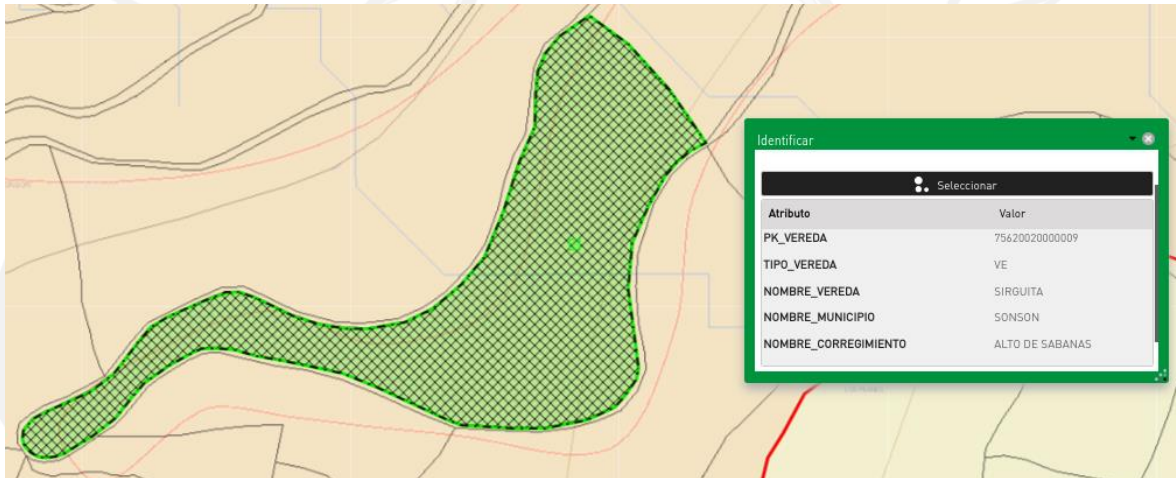 Identificar
Seleccionar
Atributo Valor
PK_VEREDA 75620020000009
TIPO_VEREDA VE
NOMBRE_VEREDA SIRGUITA
NOMBRE_MUNICIPIO SONSON
NOMBRE_CORREGIMIENTO ALTO DE SABANAS